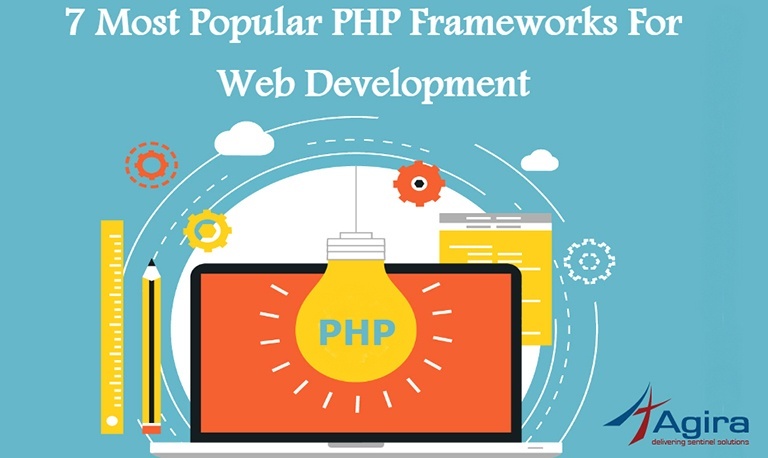 7 Most Popular PHP Frameworks For
Web Development
PHP
Agira
delivering sentinel solutions